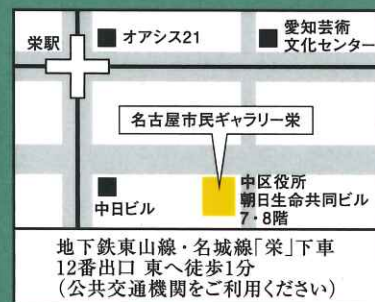 栄駅
オアシス21
愛知芸術
文化センター
名古屋市民ギャラリー栄
中日ビル
中区役所
朝日生命共同ビル
7・8階
地下鉄東山線・名城線「栄」下車
12番出口 東へ徒歩1分
(公共交通機関をご利用ください)